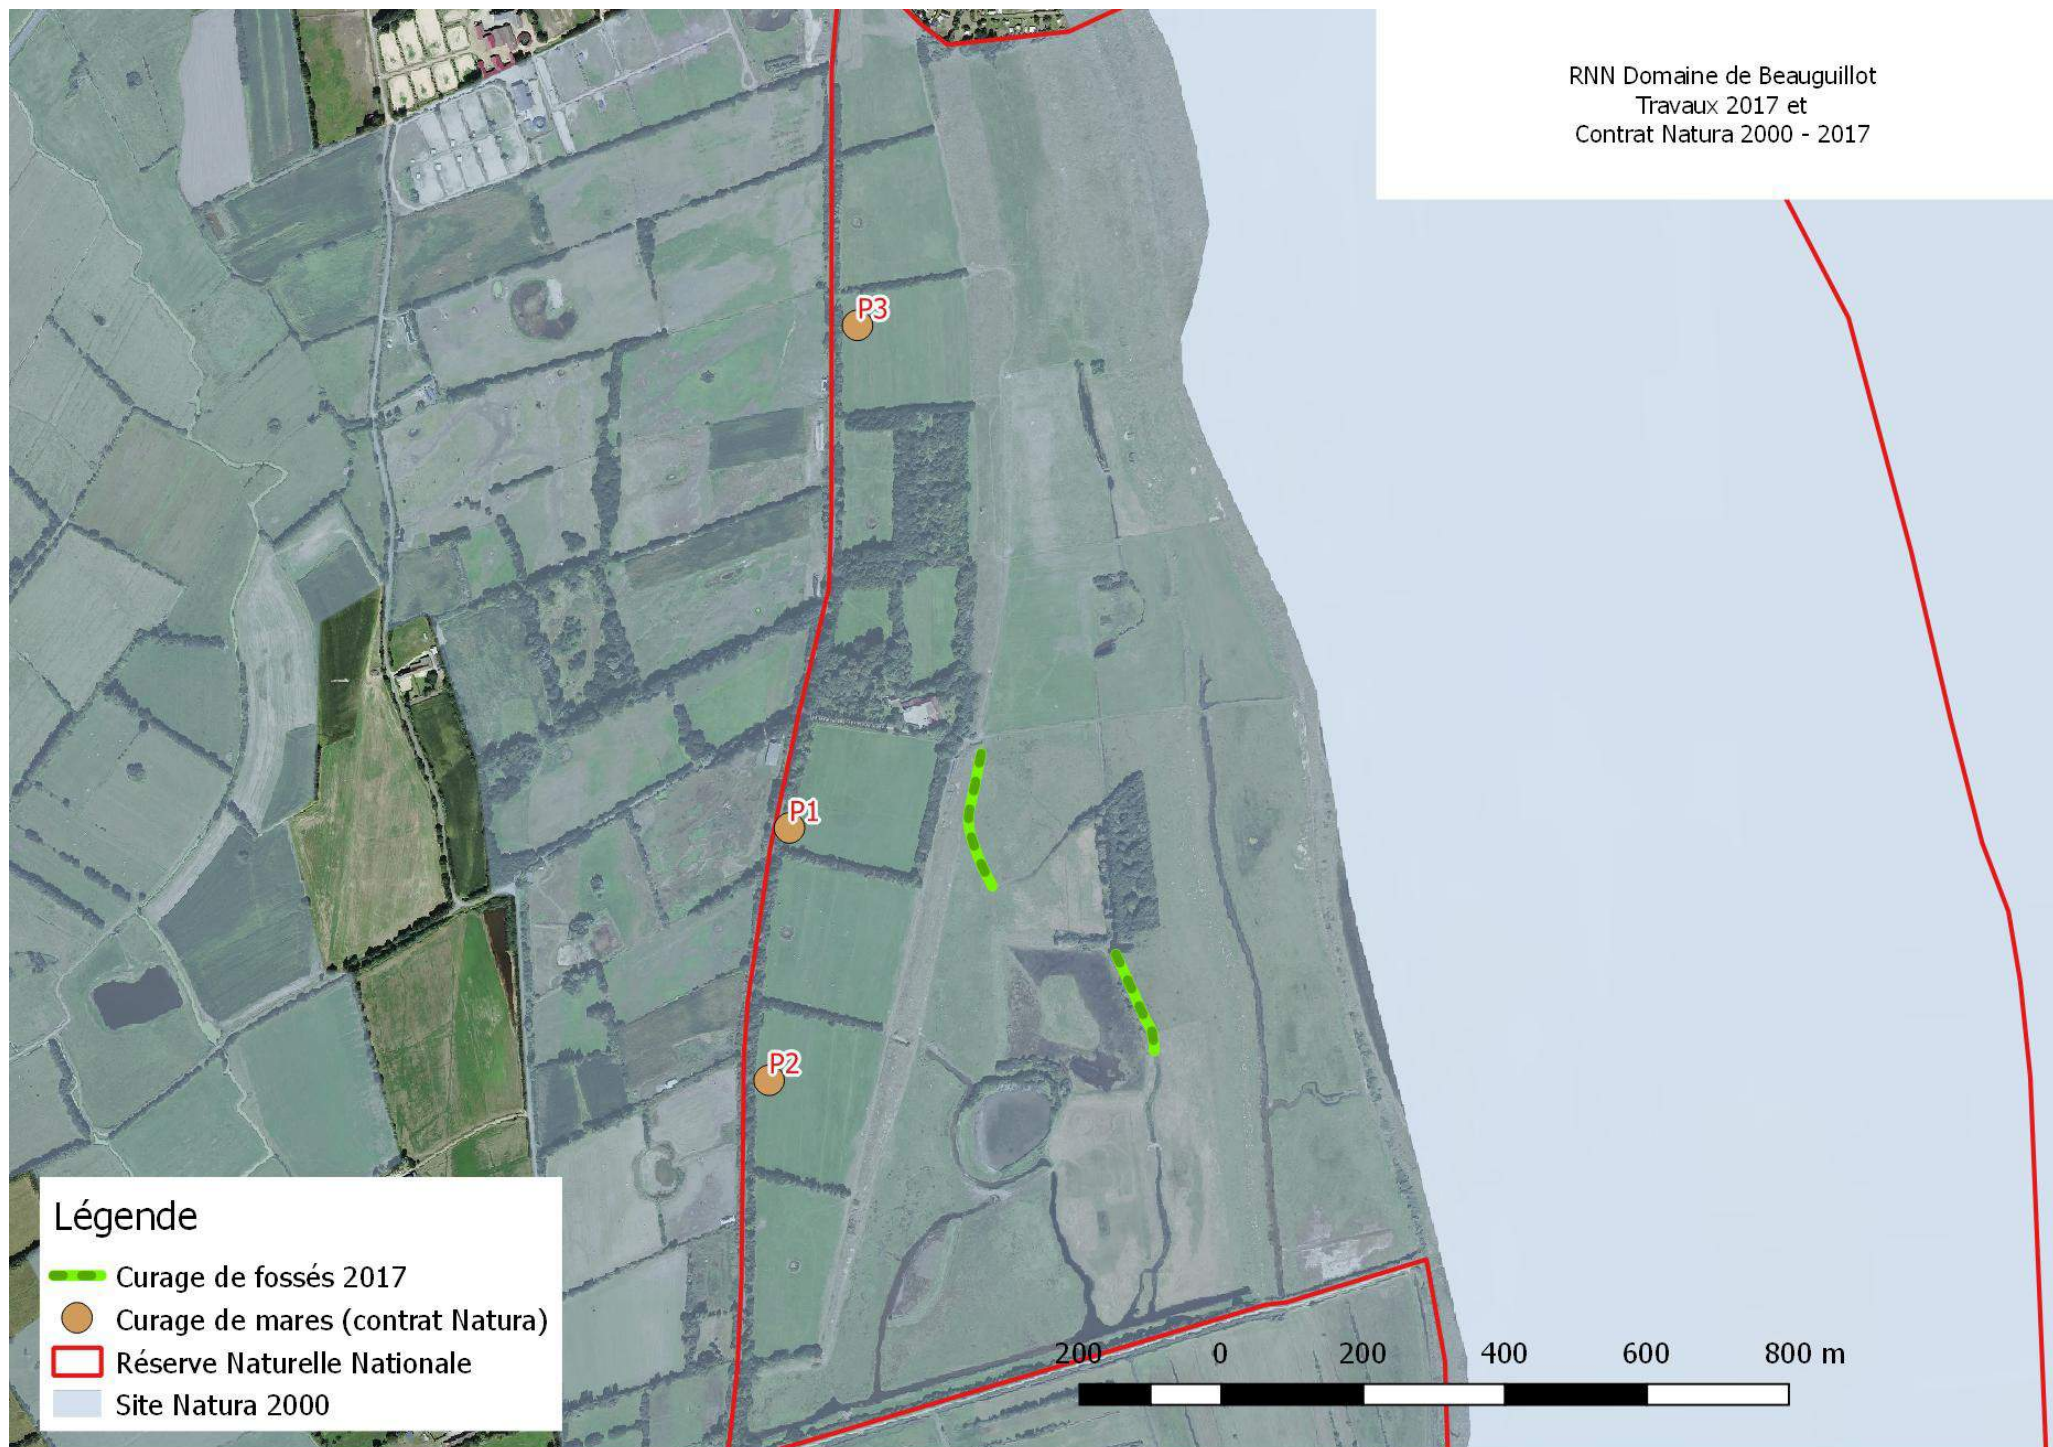 RNN Domaine de Beauguillot
Travaux 2017 et
Contrat Natura 2000 - 2017
P3
P1
P2
Légende
Curage de fossés 2017
Curage de mares (contrat Natura)
Réserve Naturelle Nationale
Site Natura 2000
200 0 200 400 600 800 m